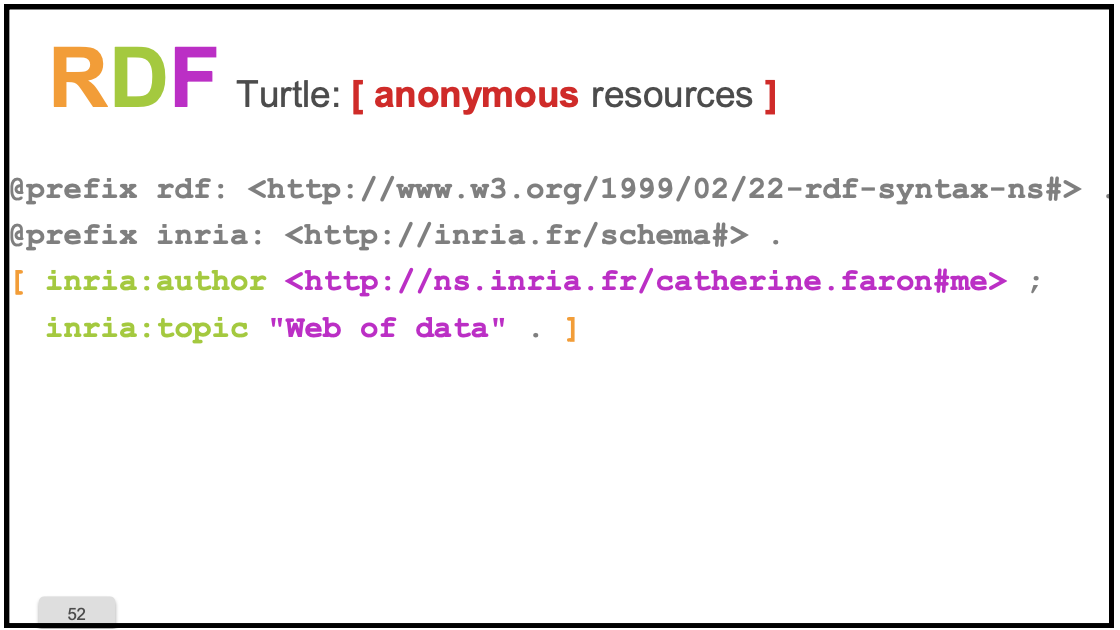 RDF Turtle: [ anonymous resources ]
@prefix rdf: <http://www.w3.org/1999/02/22-rdf-syntax-ns#> .
@prefix inria: <http://inria.fr/schema#> .
[ inria:author <http://ns.inria.fr/catherine.faron#me> ;
inria:topic "Web of data" . ]
52